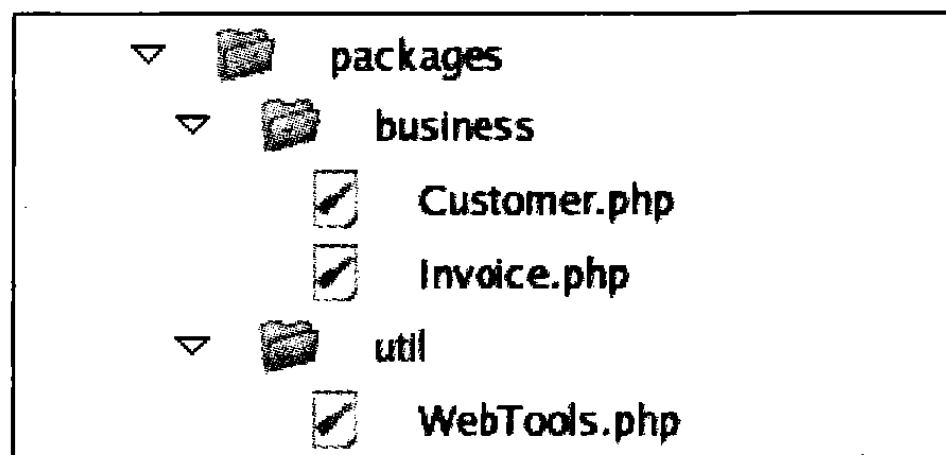 packages
business
Customer.php
Invoice.php
util
WebTools.php